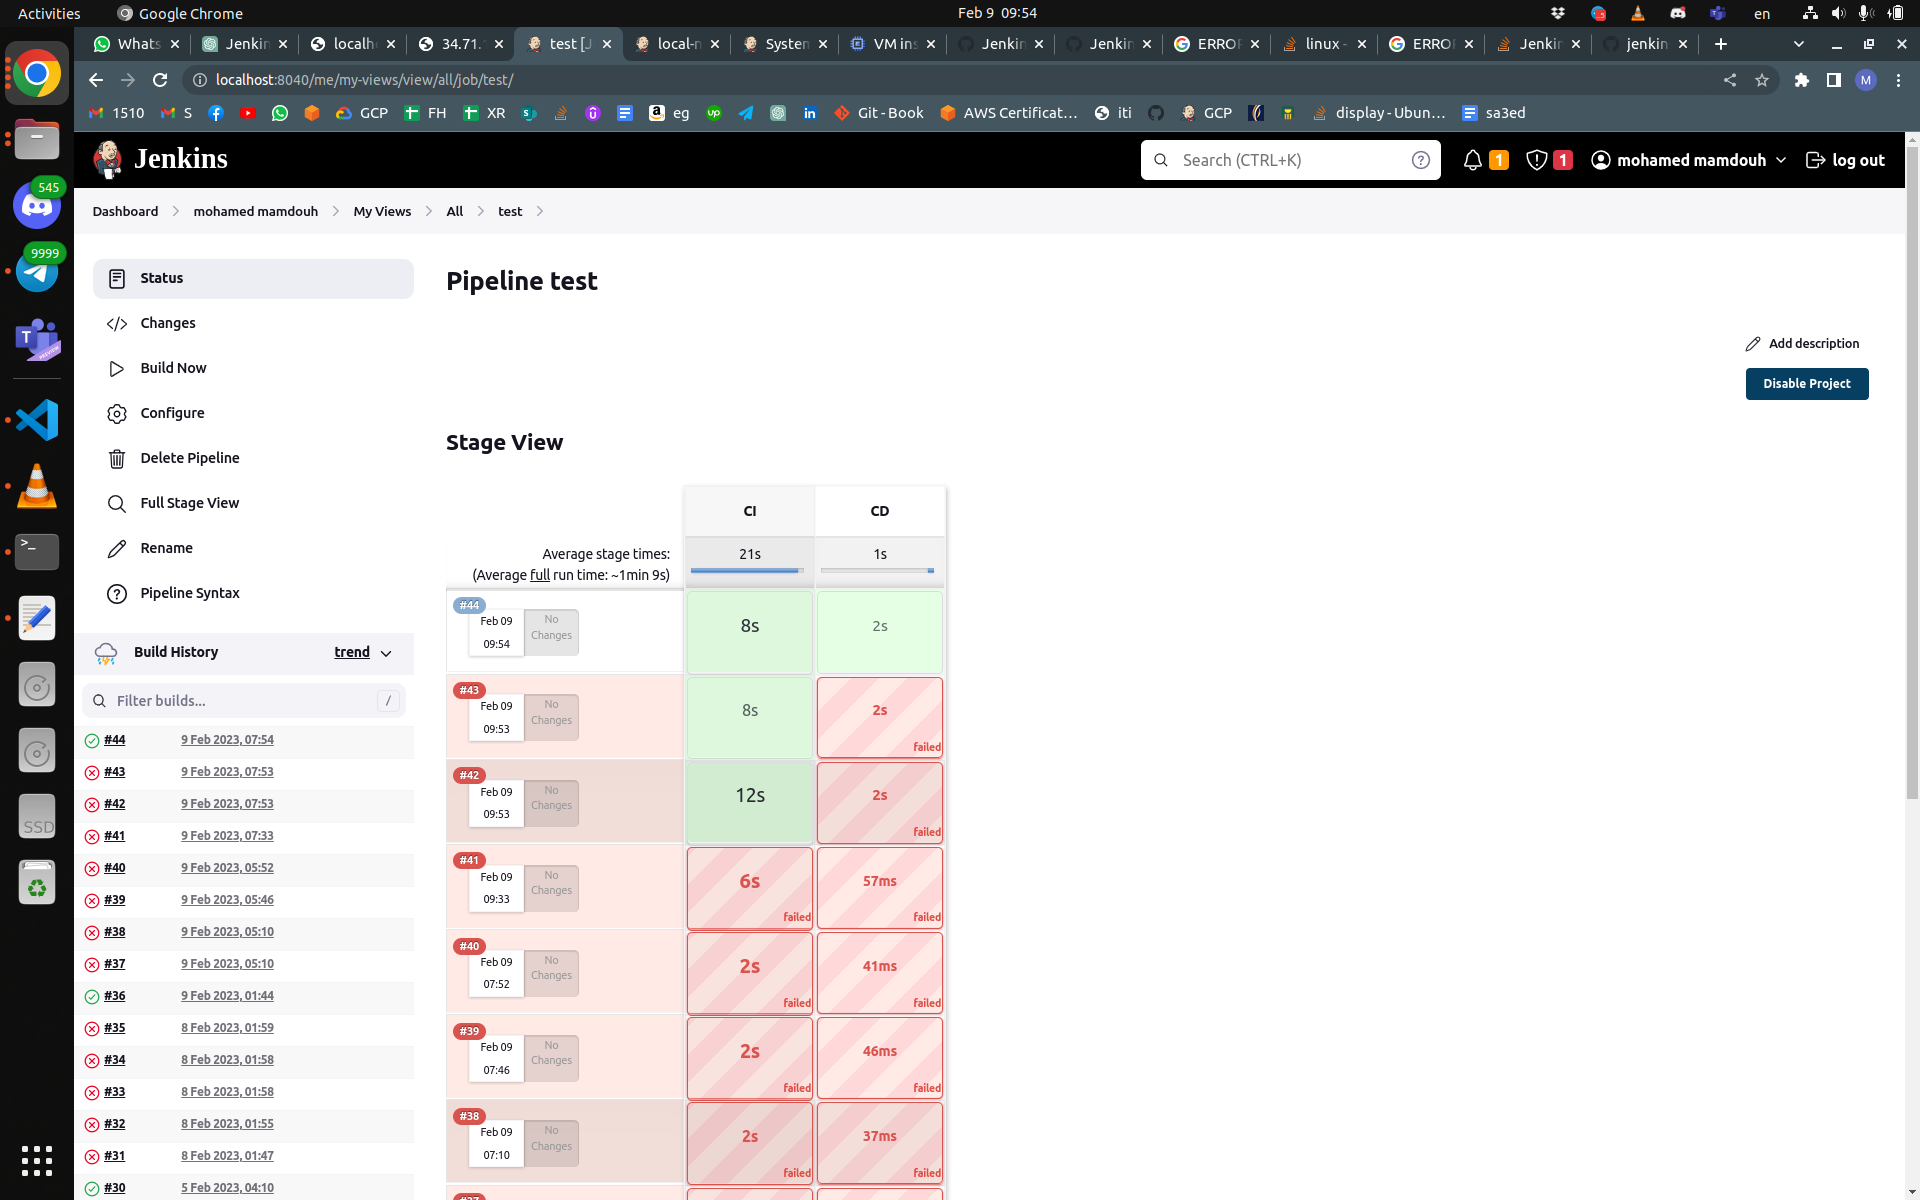 Activities
Google Chrome
Feb 9 09:54
en
Whats
Jenkin
localh
34.71.
test [J
local-n
System
VM ins
Jenkin
Jenkin
ERRO
linux -
ERRO
Jenkin
jenkin
localhost:8040/me/my-views/view/all/job/test/
M
1510
S
GCP
FH
XR
eg
Git - Book
AWS Certificat...
iti
GCP
display - Ubun...
sa3ed
545
9999
SSD
Jenkins
Search (CTRL+K)
1
1
mohamed mamdouh
log out
Dashboard
mohamed mamdouh
My Views
All
test
Status
Changes
Build Now
Configure
Delete Pipeline
Full Stage View
Rename
Pipeline Syntax
Build History
trend
Filter builds...
/
#44 9 Feb 2023, 07:54
#43 9 Feb 2023, 07:53
#42 9 Feb 2023, 07:53
#41 9 Feb 2023, 07:33
#40 9 Feb 2023, 05:52
#39 9 Feb 2023, 05:46
#38 9 Feb 2023, 05:10
#37 9 Feb 2023, 05:10
#36 9 Feb 2023, 01:44
#35 8 Feb 2023, 01:59
#34 8 Feb 2023, 01:58
#33 8 Feb 2023, 01:58
#32 8 Feb 2023, 01:55
#31 8 Feb 2023, 01:47
#30 5 Feb 2023, 04:10
Pipeline test
Add description
Disable Project
Stage View
CI
CD
Average stage times:
(Average full run time: ~1min 9s)
21s
1s
#44
Feb 09
09:54
No
Changes
8s
2s
#43
Feb 09
09:53
No
Changes
8s
2s
failed
#42
Feb 09
09:53
No
Changes
12s
2s
failed
#41
Feb 09
09:33
No
Changes
6s
failed
57ms
failed
#40
Feb 09
07:52
No
Changes
2s
failed
41ms
failed
#39
Feb 09
07:46
No
Changes
2s
failed
46ms
failed
#38
Feb 09
07:10
No
Changes
2s
failed
37ms
failed